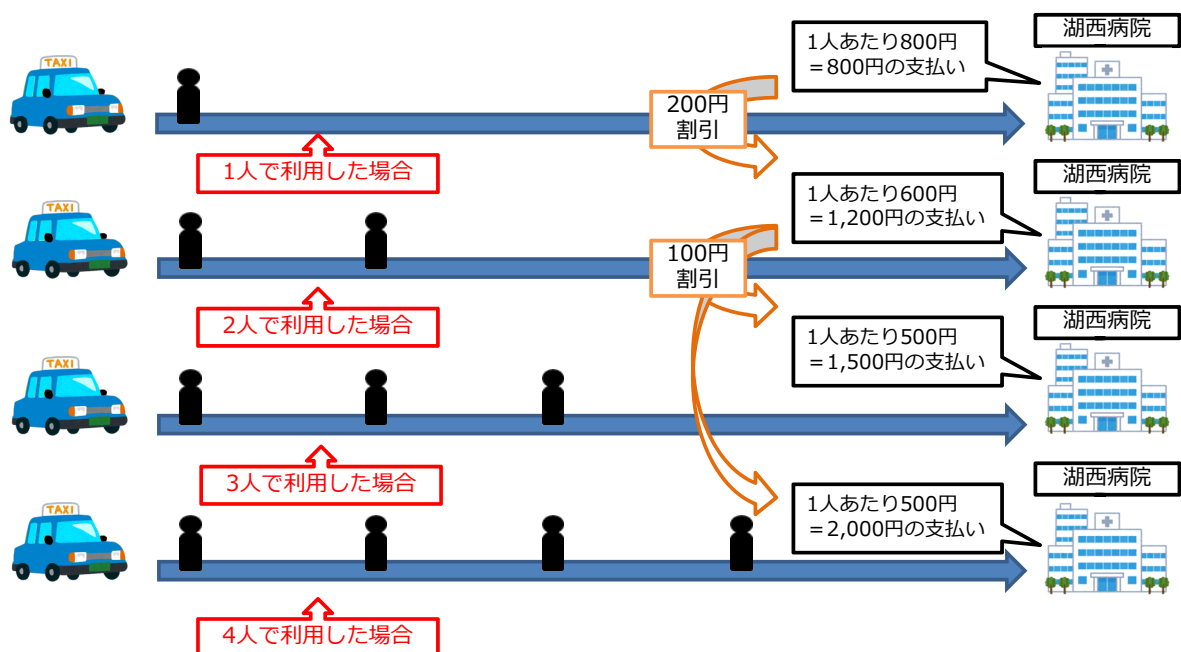 TAXI
1人で利用した場合
200円
割引
1人あたり800円
＝800円の支払い
湖西病院
TAXI
2人で利用した場合
100円
割引
1人あたり600円
＝1,200円の支払い
湖西病院
TAXI
3人で利用した場合
1人あたり500円
＝1,500円の支払い
湖西病院
TAXI
4人で利用した場合
1人あたり500円
＝2,000円の支払い
湖西病院